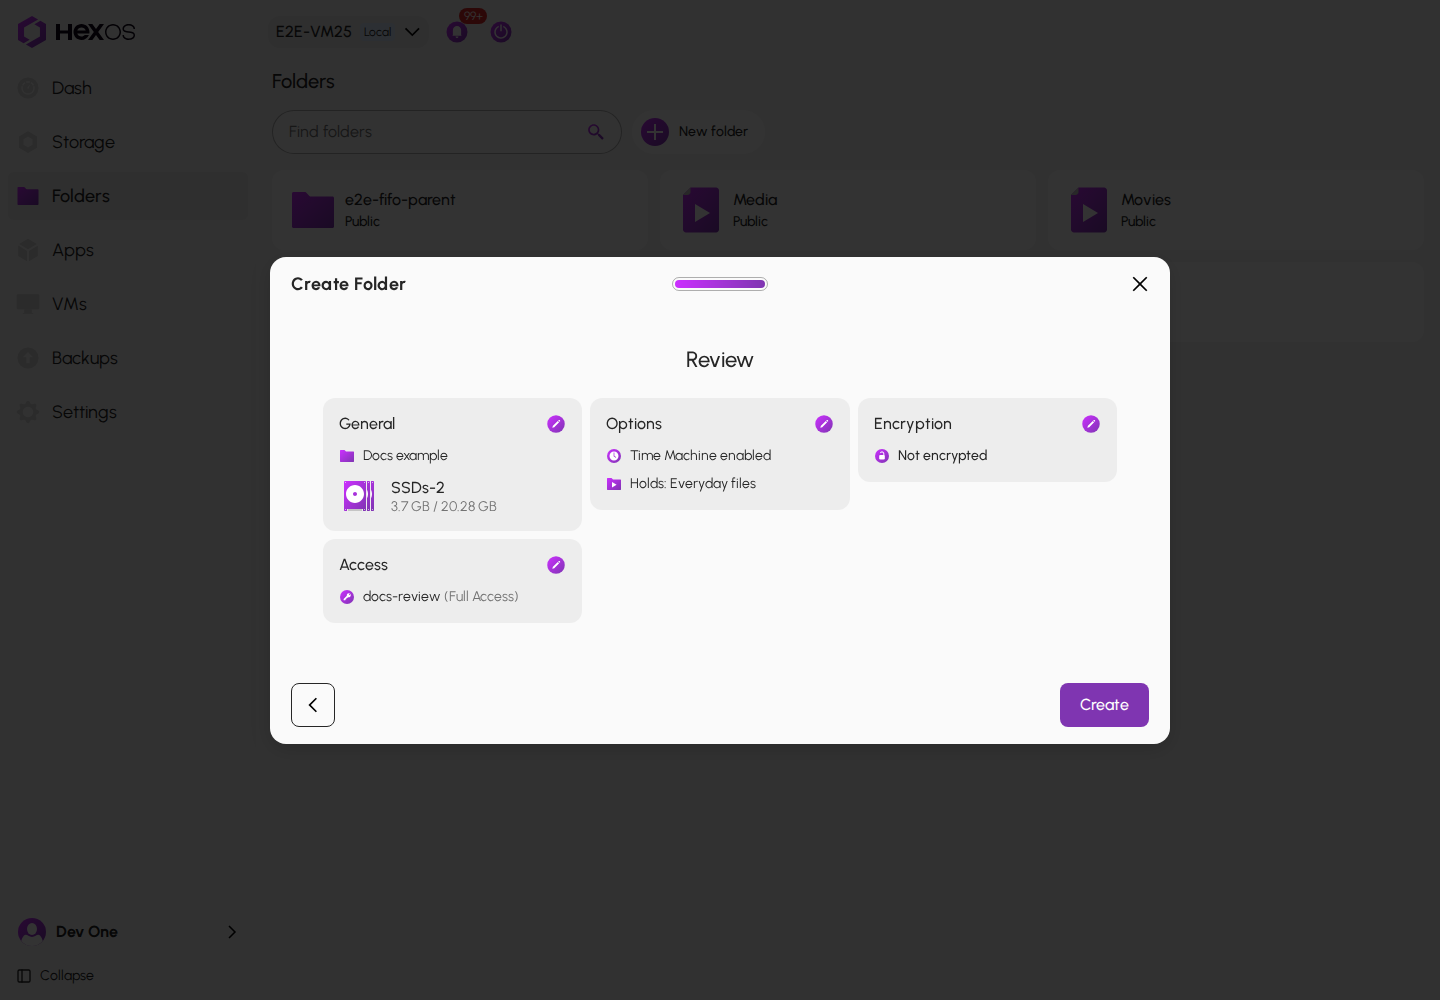 HEXOS
E2E-VM25 Local
99+
Dash
Storage
Folders
Apps
VMs
Backups
Settings
Folders
Find folders
New folder
e2e-fifo-parent
Public
Media
Public
Movies
Public
Create Folder
Review
General
Docs example
SSDs-2
3.7 GB / 20.28 GB
Options
Time Machine enabled
Holds: Everyday files
Encryption
Not encrypted
Access
docs-review (Full Access)
Create
Dev One
Collapse